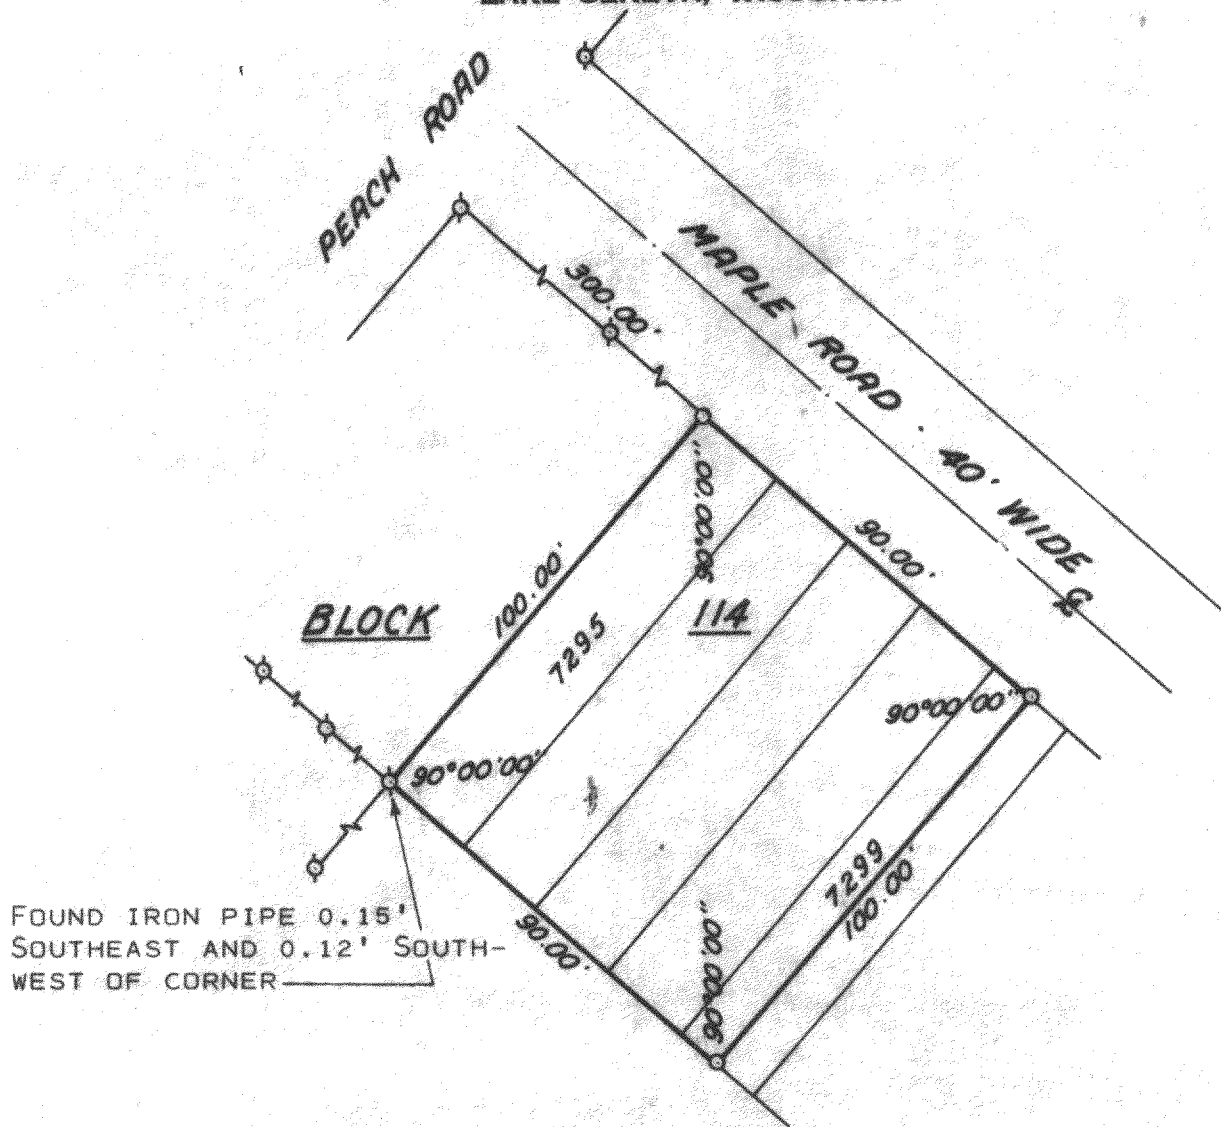 PEACH ROAD
300.00'
MAPLE ROAD · 40' WIDE ℄
90°00'00"
90.00'
100.00'
BLOCK
114
7295
90°00'00"
90°00'00"
7299
100.00'
FOUND IRON PIPE 0.15'
SOUTHEAST AND 0.12' SOUTH-
WEST OF CORNER
90.00'
90°00'00"